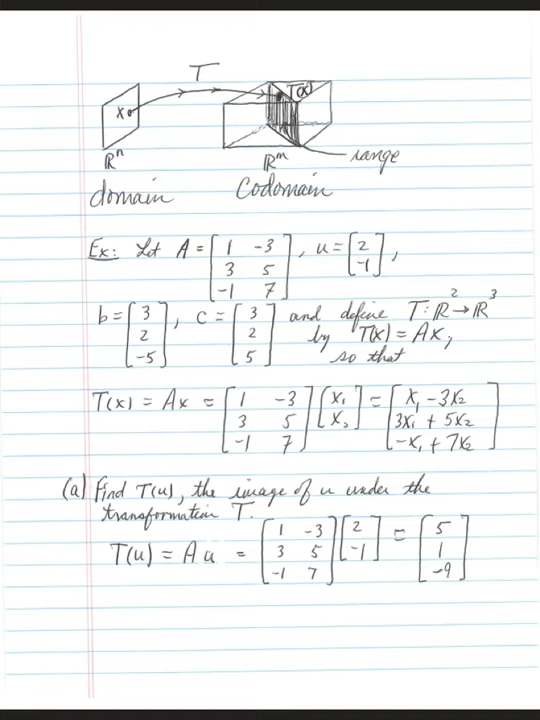 T
x T(x)
ℝⁿ ℝᵐ range
domain Codomain
Ex: Let A = [1 -3; 3 5; -1 7], u = [2; -1],
b = [3; 2; -5], c = [3; 2; 5] and define T: ℝ² → ℝ³
by T(x) = Ax,
so that
T(x) = Ax = [1 -3; 3 5; -1 7] [x₁; x₂] = [x₁ - 3x₂; 3x₁ + 5x₂; -x₁ + 7x₂]
(a) Find T(u), the image of u under the
transformation T.
T(u) = Au = [1 -3; 3 5; -1 7] [2; -1] = [5; 1; -9]